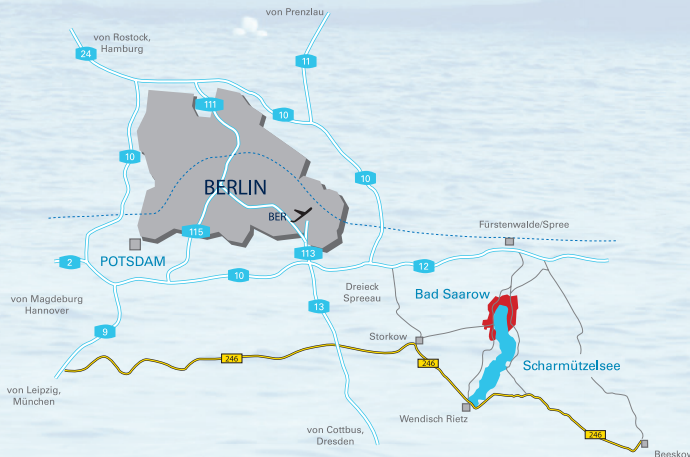 von Prenzlau
von Rostock,
Hamburg
24
11
111
10
10
10
10
BERLIN
BER
Fürstenwalde/Spree
115
113
2
POTSDAM
12
10
Dreieck
Spreeau
Bad Saarow
von Magdeburg
Hannover
13
9
Storkow
246
246
Scharmützelsee
von Leipzig,
München
Wendisch Rietz
von Cottbus,
Dresden
246
Beeskow